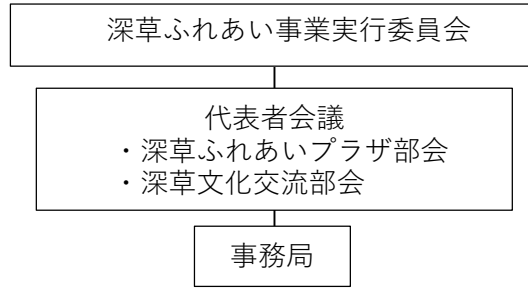 深草ふれあい事業実行委員会
代表者会議
・深草ふれあいプラザ部会
・深草文化交流部会
事務局